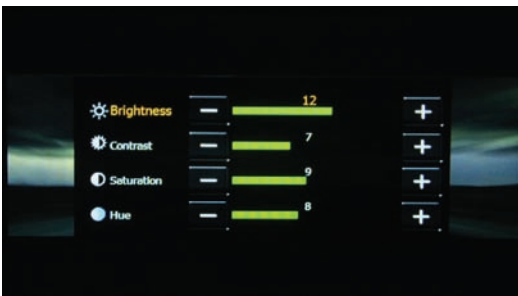 Brightness − 12 +
Contrast − 7 +
Saturation − 9 +
Hue − 8 +